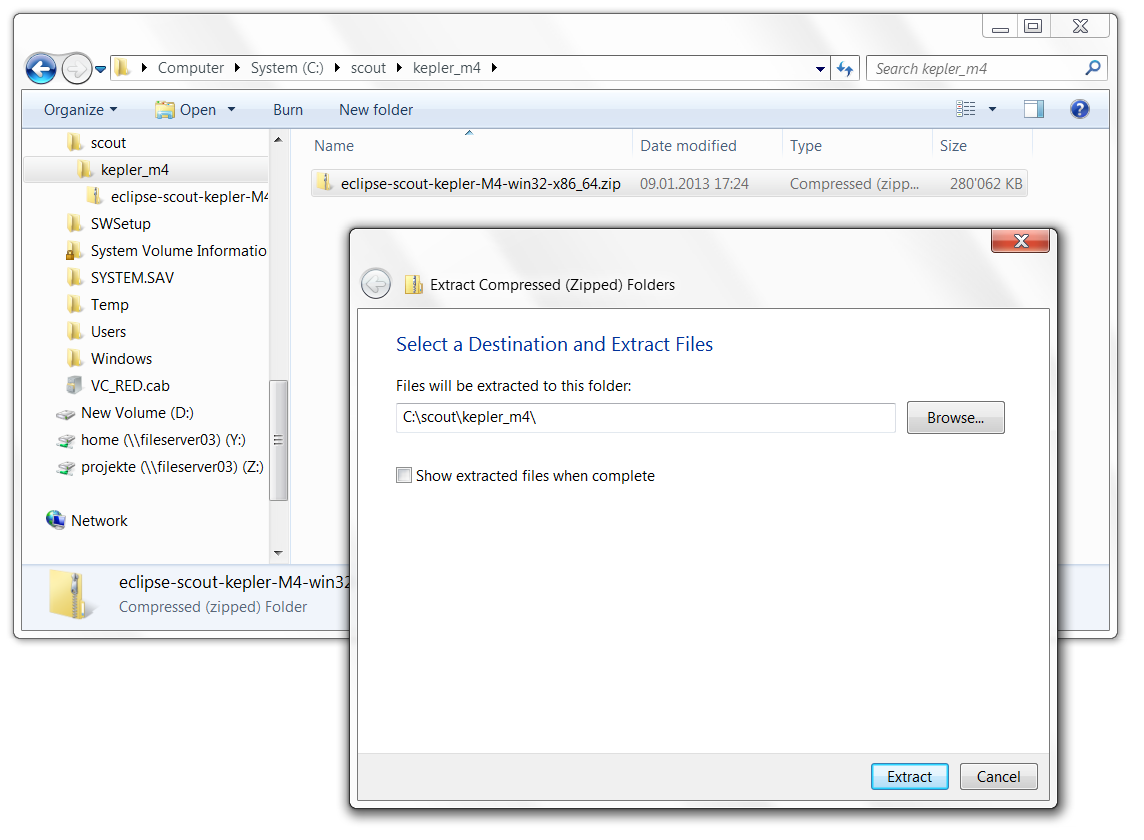 Computer System (C:) scout kepler_m4
Search kepler_m4
Organize Open Burn New folder
scout
kepler_m4
eclipse-scout-kepler-M4
SWSetup
System Volume Informatio
SYSTEM.SAV
Temp
Users
Windows
VC_RED.cab
New Volume (D:)
home (\\fileserver03) (Y:)
projekte (\\fileserver03) (Z:)
Network
Name Date modified Type Size
eclipse-scout-kepler-M4-win32-x86_64.zip 09.01.2013 17:24 Compressed (zipp... 280'062 KB
eclipse-scout-kepler-M4-win32
Compressed (zipped) Folder
Extract Compressed (Zipped) Folders
Select a Destination and Extract Files
Files will be extracted to this folder:
C:\scout\kepler_m4\
Browse...
Show extracted files when complete
Extract Cancel